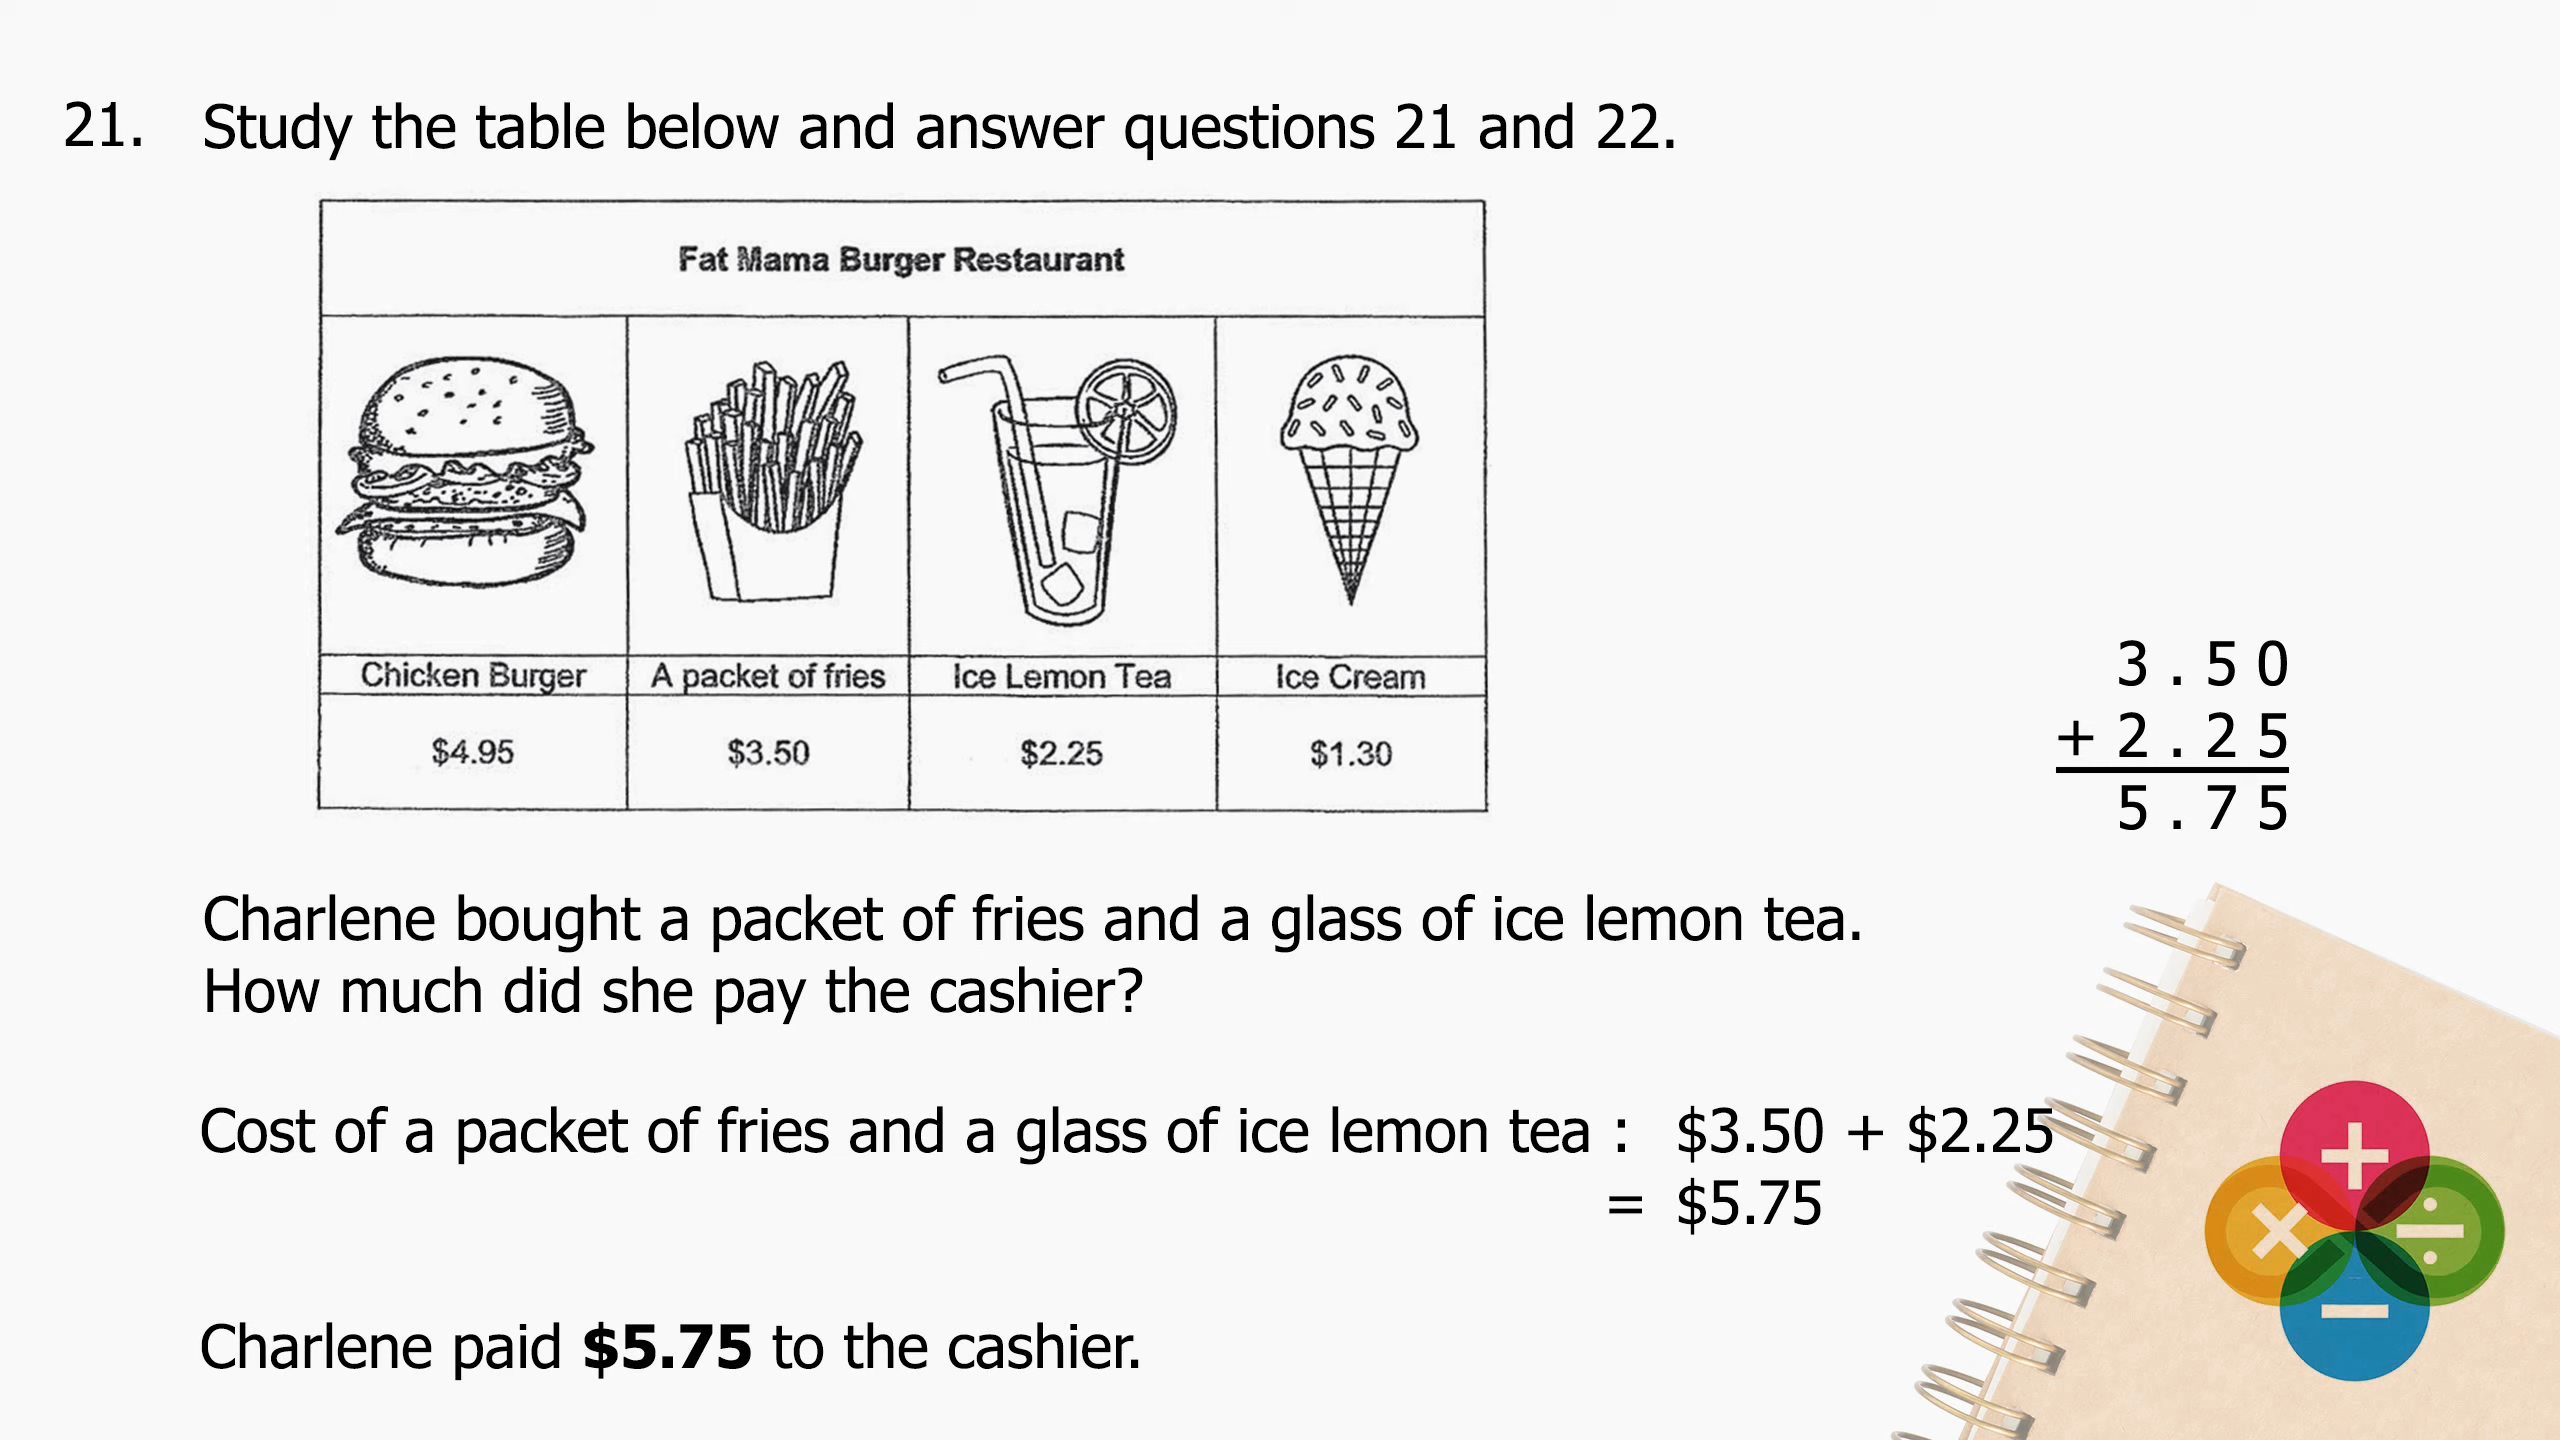 21. Study the table below and answer questions 21 and 22.
Fat Mama Burger Restaurant
Chicken Burger A packet of fries Ice Lemon Tea Ice Cream
$4.95 $3.50 $2.25 $1.30
3 . 5 0
+ 2 . 2 5
5 . 7 5
Charlene bought a packet of fries and a glass of ice lemon tea.
How much did she pay the cashier?
Cost of a packet of fries and a glass of ice lemon tea : $3.50 + $2.25
= $5.75
Charlene paid $5.75 to the cashier.
+
×
÷
−